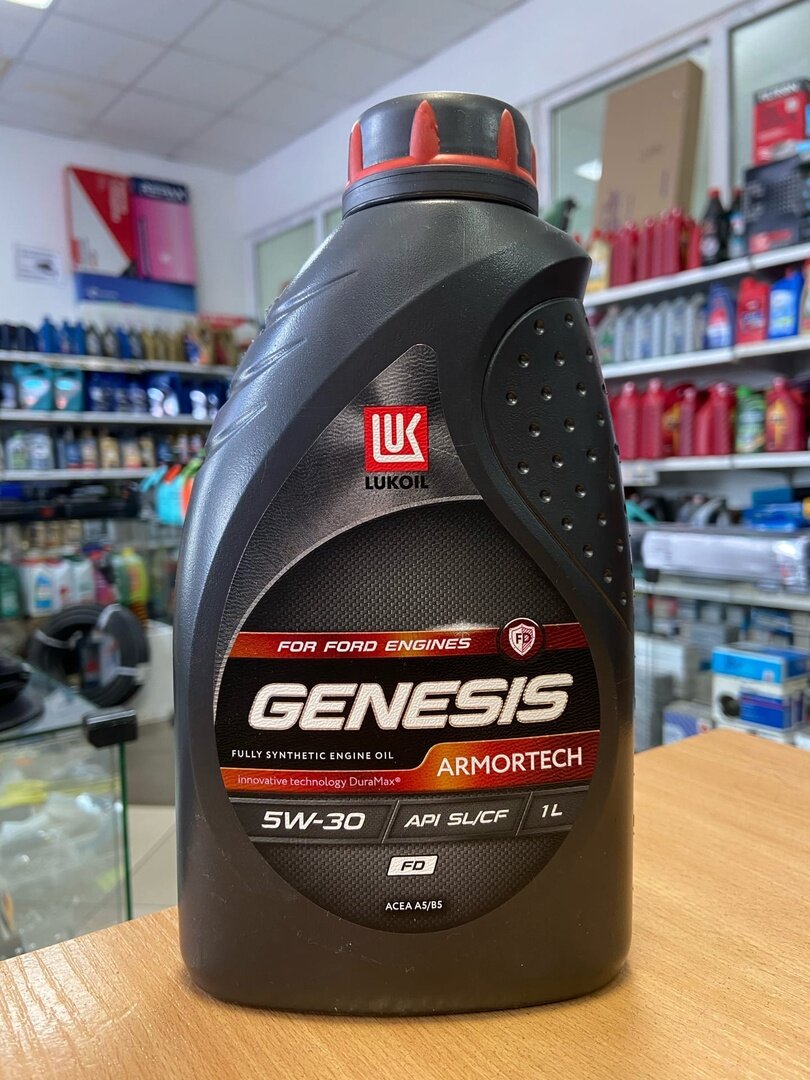 LUK
LUKOIL
FOR FORD ENGINES
FD
GENESIS
FULLY SYNTHETIC ENGINE OIL
ARMORTECH
innovative technology DuraMax®
5W-30
API SL/CF
1L
FD
ACEA A5/B5